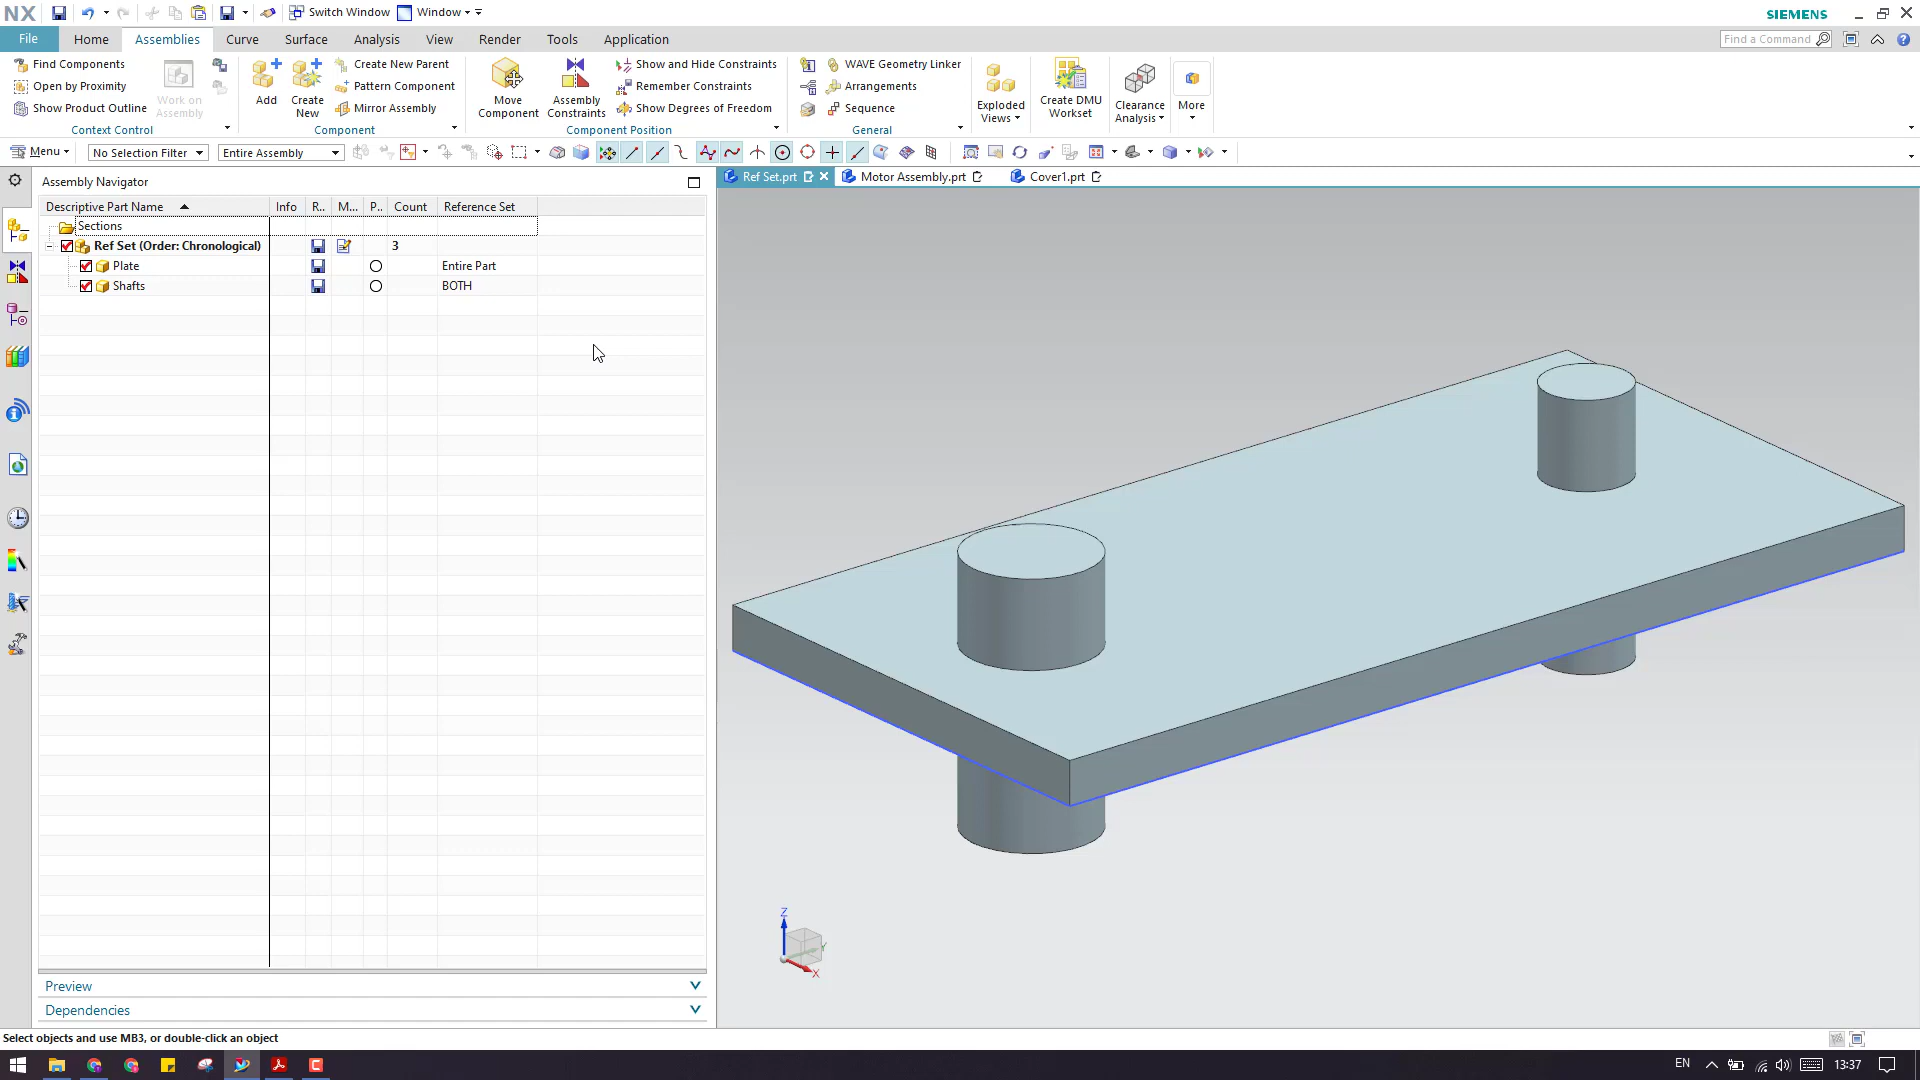 NX
Switch Window
Window
SIEMENS
File
Home
Assemblies
Curve
Surface
Analysis
View
Render
Tools
Application
Find a Command
Find Components
Open by Proximity
Show Product Outline
Work on
Assembly
Context Control
Add
Create
New
Create New Parent
Pattern Component
Mirror Assembly
Component
Move
Component
Assembly
Constraints
Show and Hide Constraints
Remember Constraints
Show Degrees of Freedom
Component Position
WAVE Geometry Linker
Arrangements
Sequence
General
Exploded
Views
Create DMU
Workset
Clearance
Analysis
More
Menu
No Selection Filter
Entire Assembly
Assembly Navigator
Ref Set.prt
Motor Assembly.prt
Cover1.prt
Descriptive Part Name
Info
R..
M...
P..
Count
Reference Set
Sections
Ref Set (Order: Chronological)
3
Plate
Entire Part
Shafts
BOTH
Z
Y
X
Preview
Dependencies
Select objects and use MB3, or double-click an object
EN
13:37